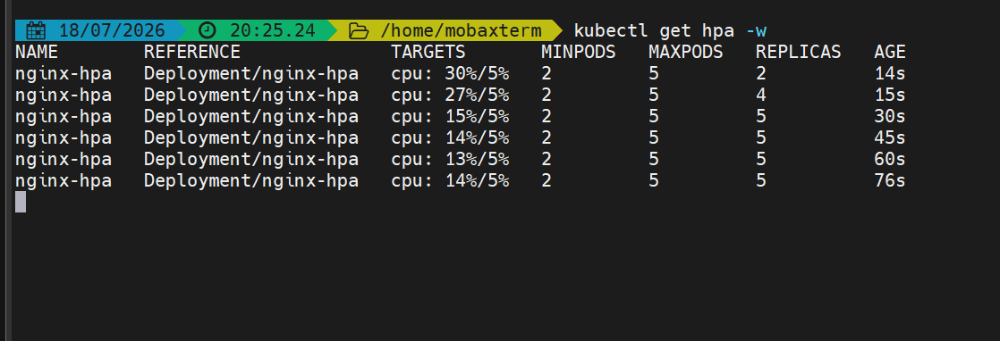 18/07/2026 20:25.24 /home/mobaxterm kubectl get hpa -w
NAME REFERENCE TARGETS MINPODS MAXPODS REPLICAS AGE
nginx-hpa Deployment/nginx-hpa cpu: 30%/5% 2 5 2 14s
nginx-hpa Deployment/nginx-hpa cpu: 27%/5% 2 5 4 15s
nginx-hpa Deployment/nginx-hpa cpu: 15%/5% 2 5 5 30s
nginx-hpa Deployment/nginx-hpa cpu: 14%/5% 2 5 5 45s
nginx-hpa Deployment/nginx-hpa cpu: 13%/5% 2 5 5 60s
nginx-hpa Deployment/nginx-hpa cpu: 14%/5% 2 5 5 76s